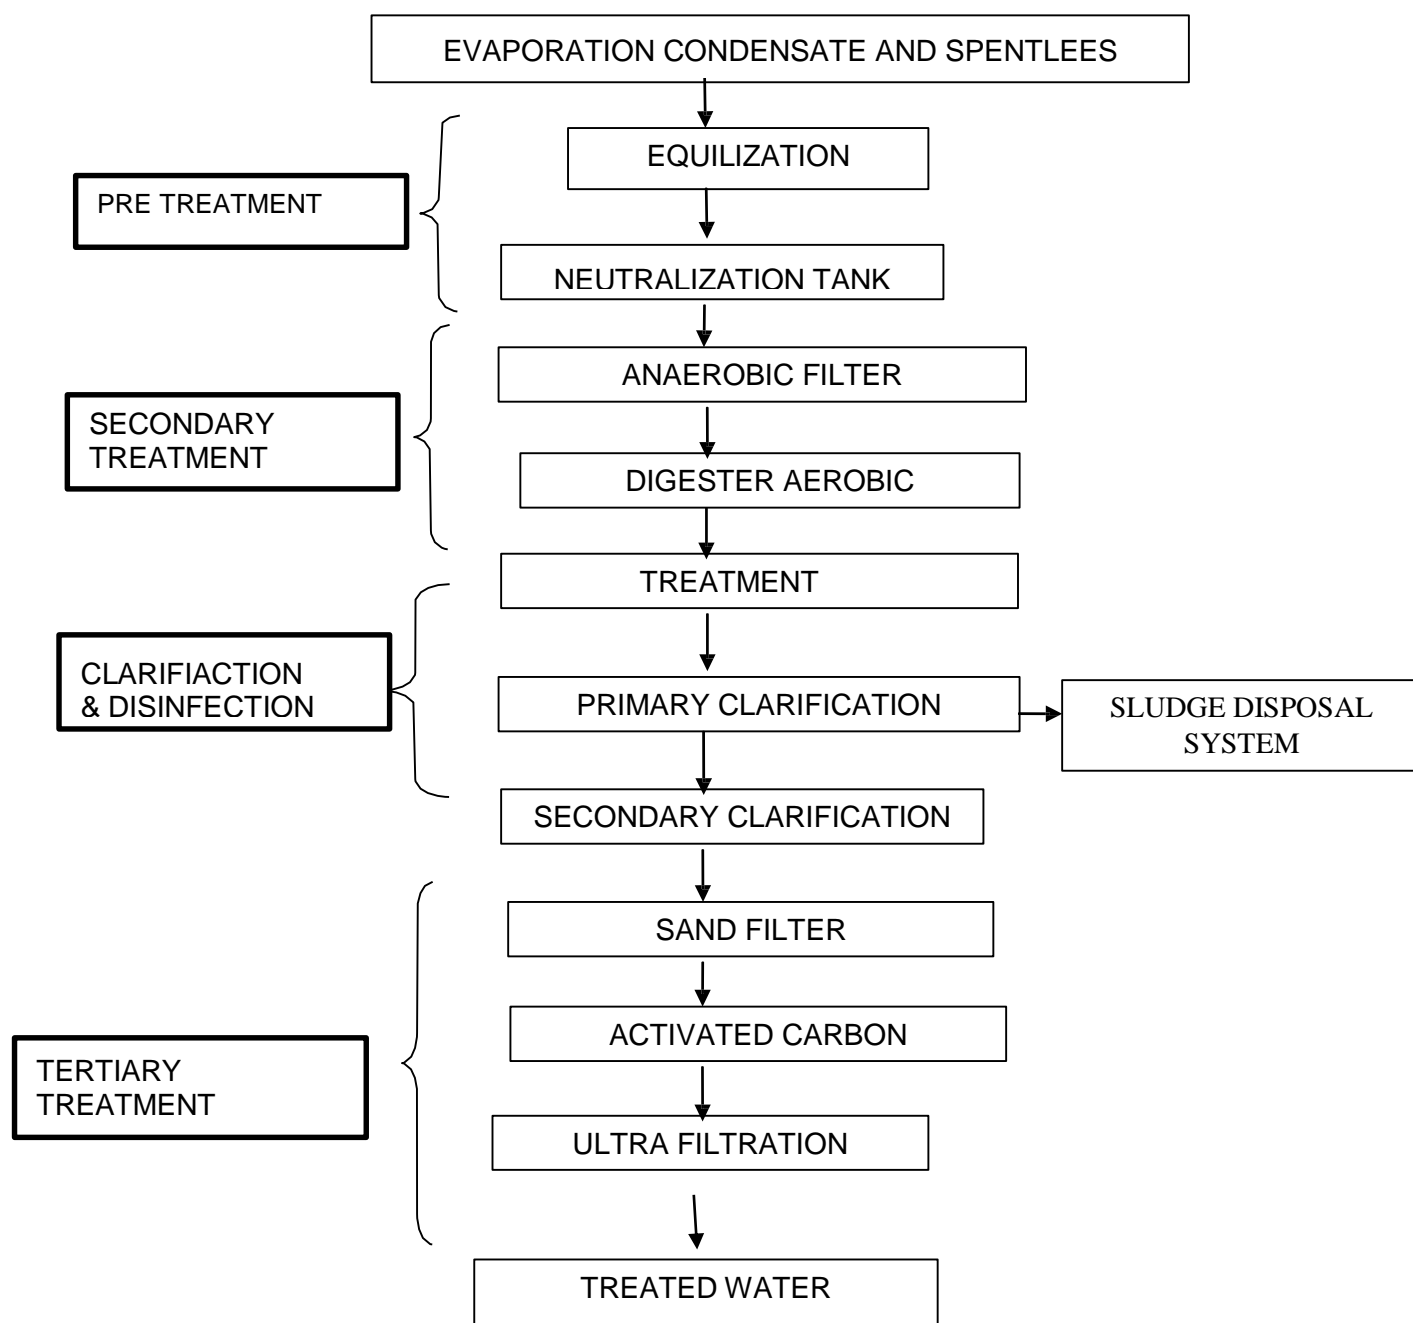 EVAPORATION CONDENSATE AND SPENTLEES
EQUILIZATION
PRE TREATMENT
NEUTRALIZATION TANK
ANAEROBIC FILTER
SECONDARY
TREATMENT
DIGESTER AEROBIC
TREATMENT
CLARIFIACTION
& DISINFECTION
PRIMARY CLARIFICATION
SLUDGE DISPOSAL
SYSTEM
SECONDARY CLARIFICATION
SAND FILTER
ACTIVATED CARBON
TERTIARY
TREATMENT
ULTRA FILTRATION
TREATED WATER